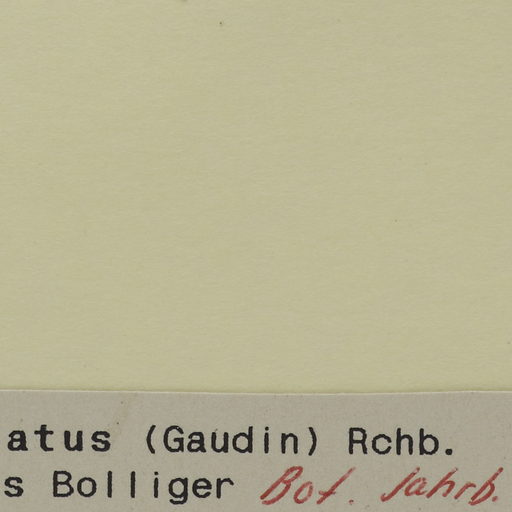 atus (Gaudin) Rchb.
s Bolliger Bot. Jahrb.